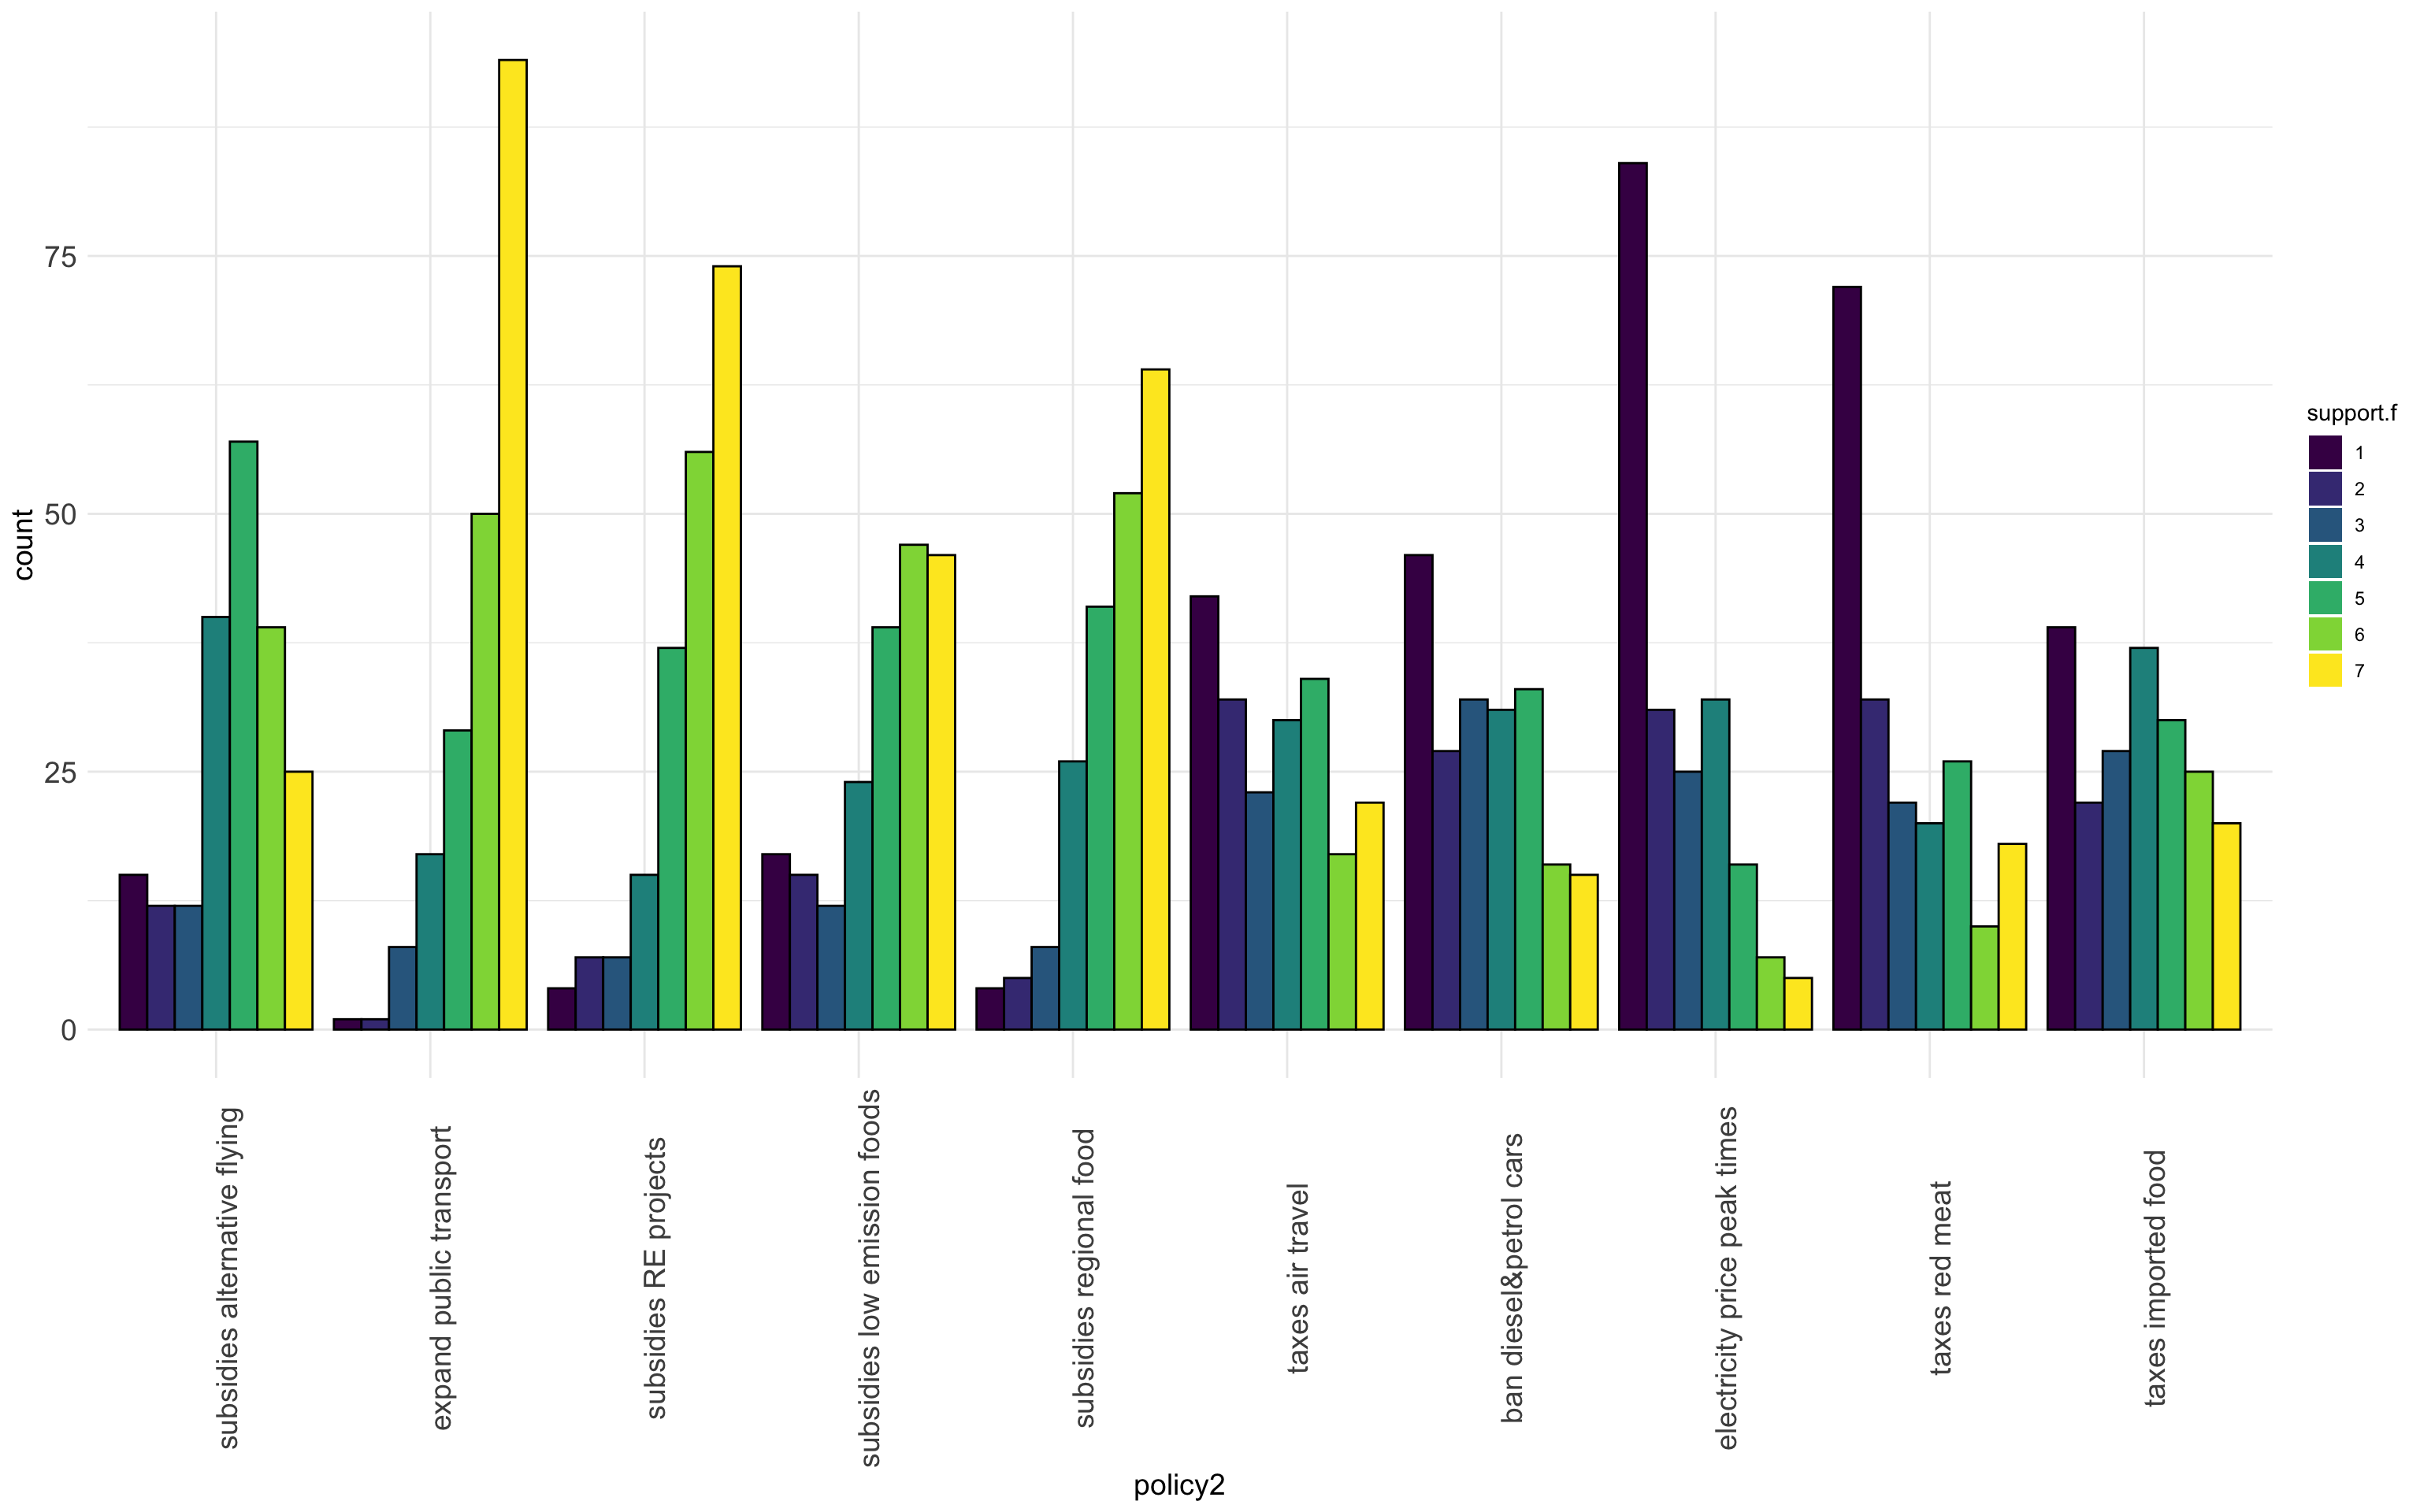 count
75
50
25
0
subsidies alternative flying
expand public transport
subsidies RE projects
subsidies low emission foods
subsidies regional food
taxes air travel
ban diesel&petrol cars
electricity price peak times
taxes red meat
taxes imported food
policy2
support.f
1
2
3
4
5
6
7